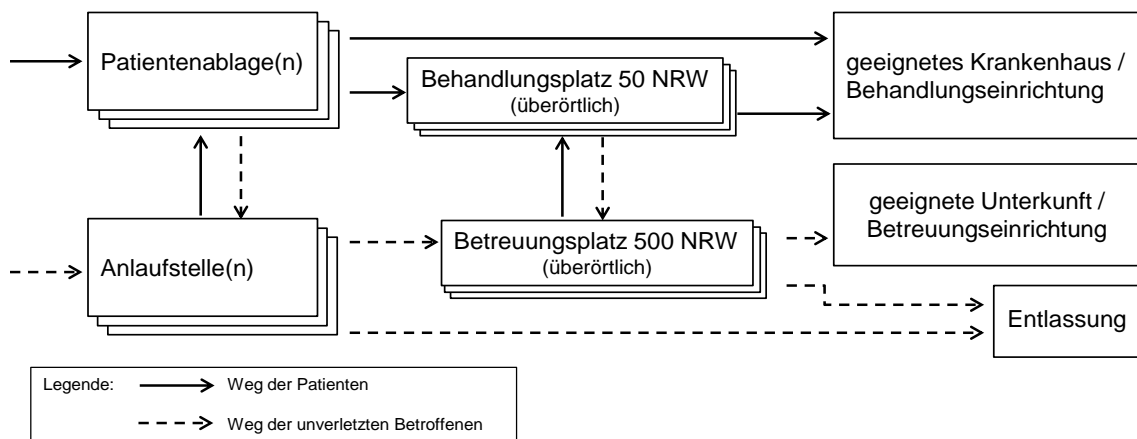 Patientenablage(n)
Behandlungsplatz 50 NRW
(überörtlich)
geeignetes Krankenhaus /
Behandlungseinrichtung
Anlaufstelle(n)
Betreuungsplatz 500 NRW
(überörtlich)
geeignete Unterkunft /
Betreuungseinrichtung
Entlassung
Legende: Weg der Patienten
Weg der unverletzten Betroffenen